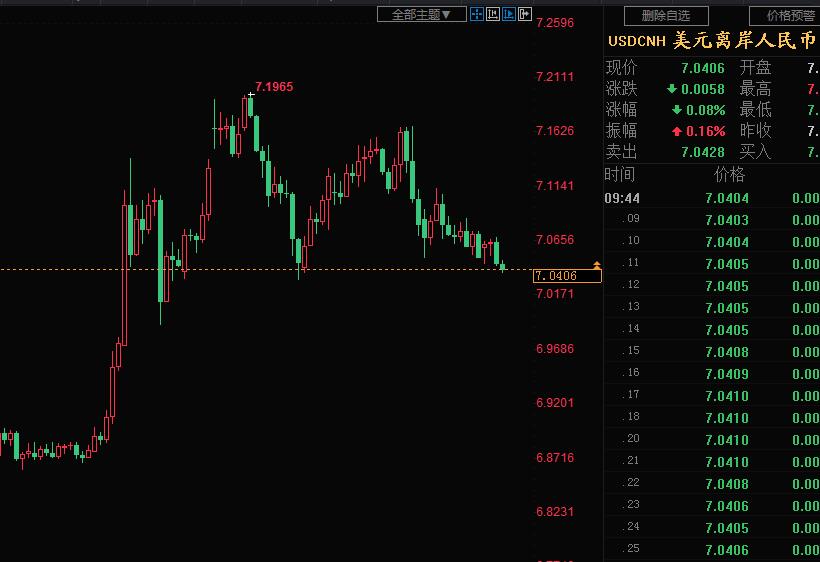 全部主题▼
7.2596
7.2111
7.1965
7.1626
7.1141
7.0656
7.0406
7.0171
6.9686
6.9201
6.8716
6.8231
删除自选 价格预警
USDCNH 美元离岸人民币
现价 7.0406 开盘 7.
涨跌 0.0058 最高 7.
涨幅 0.08% 最低 7.
振幅 0.16% 昨收 7.
卖出 7.0428 买入 7.
时间 价格
09:44 7.0404 0.00
.09 7.0403 0.00
.10 7.0404 0.00
.11 7.0405 0.00
.12 7.0405 0.00
.13 7.0405 0.00
.14 7.0405 0.00
.15 7.0408 0.00
.16 7.0409 0.00
.17 7.0410 0.00
.18 7.0410 0.00
.20 7.0410 0.00
.21 7.0410 0.00
.22 7.0408 0.00
.23 7.0406 0.00
.24 7.0405 0.00
.25 7.0406 0.00